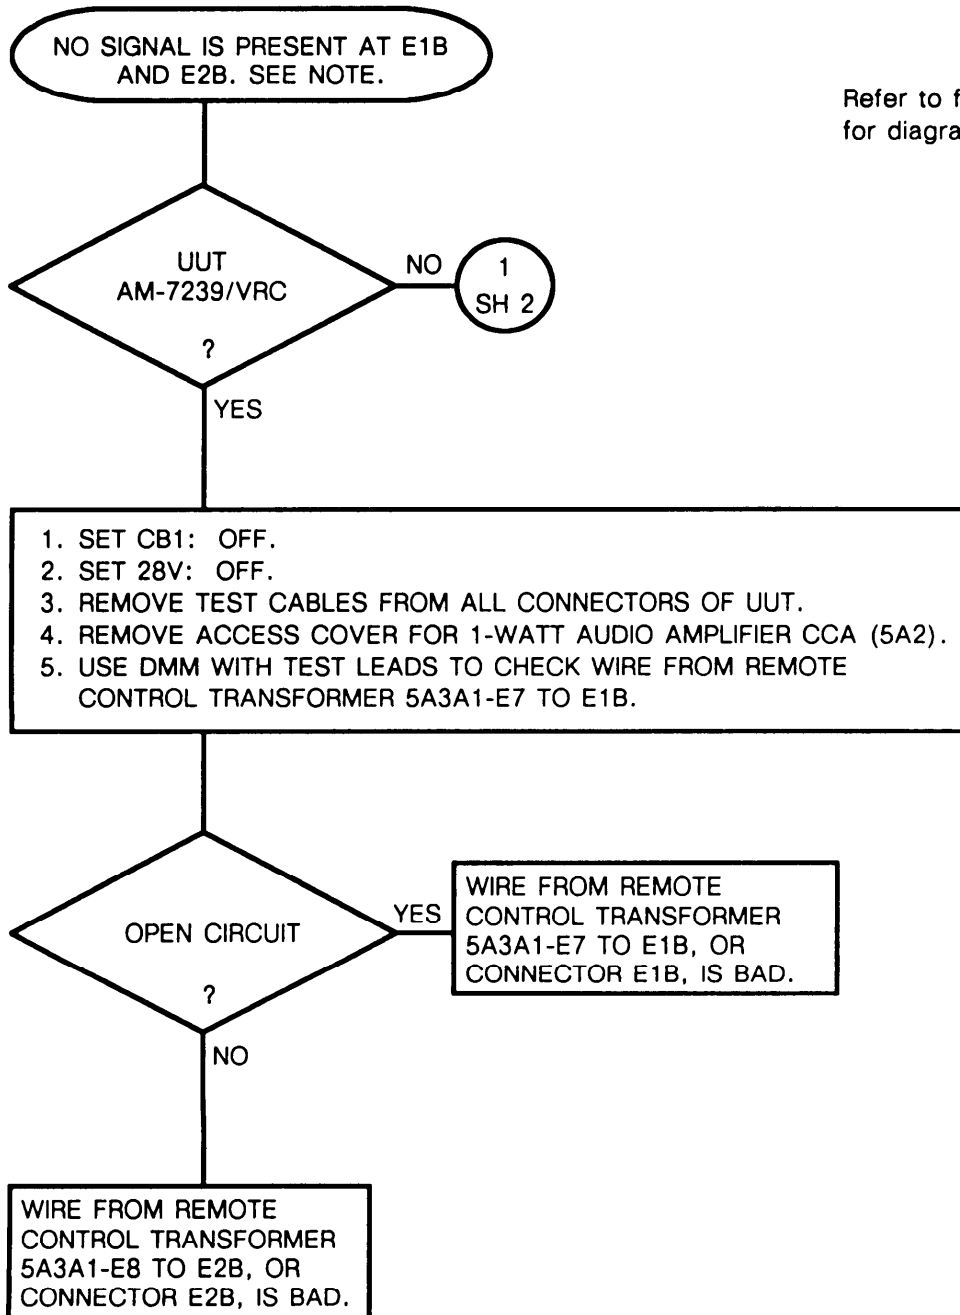 NO SIGNAL IS PRESENT AT E1B
AND E2B. SEE NOTE.
Refer to
for
UUT
AM-7239/VRC
?
NO
1
SH 2
YES
1. SET CB1: OFF.
2. SET 28V: OFF.
3. REMOVE TEST CABLES FROM ALL CONNECTORS OF UUT.
4. REMOVE ACCESS COVER FOR 1-WATT AUDIO AMPLIFIER CCA (5A2).
5. USE DMM WITH TEST LEADS TO CHECK WIRE FROM REMOTE
CONTROL TRANSFORMER 5A3A1-E7 TO E1B.
OPEN CIRCUIT
?
YES
WIRE FROM REMOTE
CONTROL TRANSFORMER
5A3A1-E7 TO E1B, OR
CONNECTOR E1B, IS BAD.
NO
WIRE FROM REMOTE
CONTROL TRANSFORMER
5A3A1-E8 TO E2B, OR
CONNECTOR E2B, IS BAD.